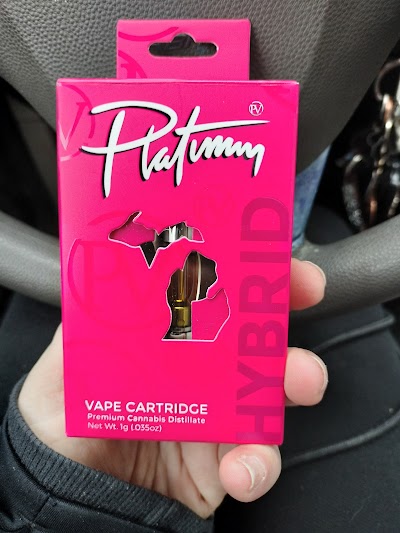 PV
Platinum
HYBRID
VAPE CARTRIDGE
Premium Cannabis Distillate
Net Wt. 1g (.035oz)